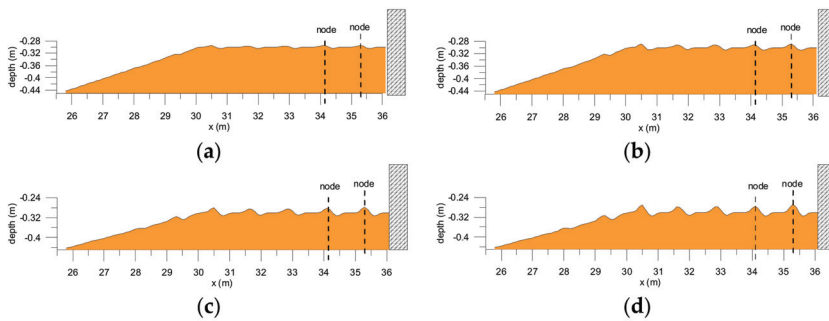 node node
-0.28
-0.32
-0.36
-0.4
-0.44
depth (m)
26 27 28 29 30 31 32 33 34 35 36
x (m)
(a)
node node
-0.28
-0.32
-0.36
-0.4
-0.44
depth (m)
26 27 28 29 30 31 32 33 34 35 36
x (m)
(b)
node node
-0.24
-0.32
-0.4
depth (m)
26 27 28 29 30 31 32 33 34 35 36
x (m)
(c)
node node
-0.24
-0.32
-0.4
depth (m)
26 27 28 29 30 31 32 33 34 35 36
x (m)
(d)